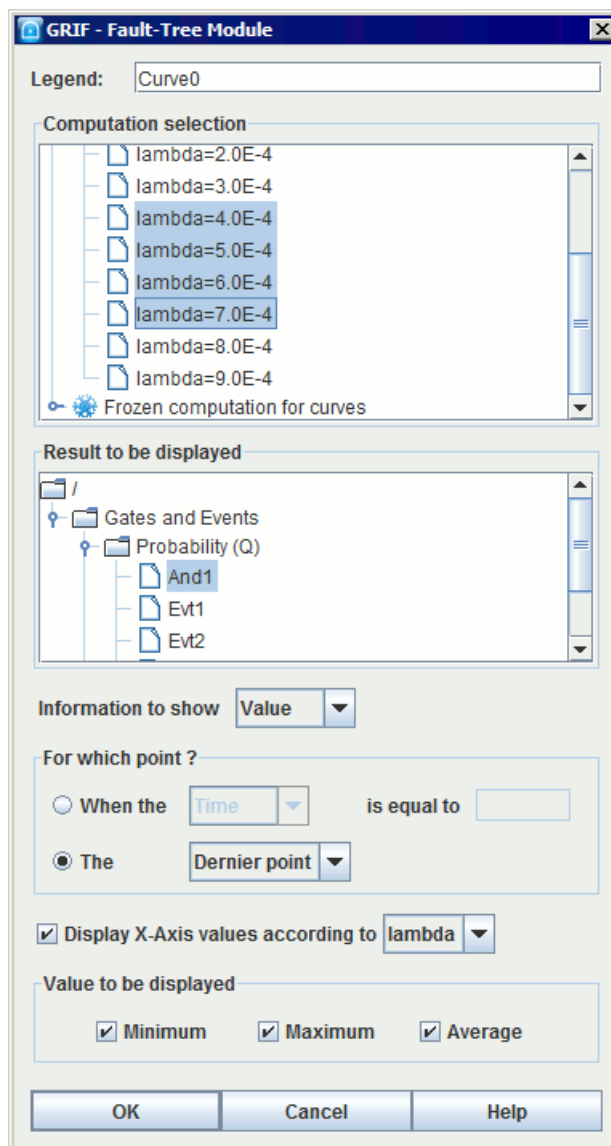 GRIF - Fault-Tree Module
Legend: Curve0
Computation selection
lambda=2.0E-4
lambda=3.0E-4
lambda=4.0E-4
lambda=5.0E-4
lambda=6.0E-4
lambda=7.0E-4
lambda=8.0E-4
lambda=9.0E-4
Frozen computation for curves
Result to be displayed
/
Gates and Events
Probability (Q)
And1
Evt1
Evt2
Information to show Value
For which point ?
When the Time is equal to
The Dernier point
Display X-Axis values according to lambda
Value to be displayed
Minimum Maximum Average
OK Cancel Help